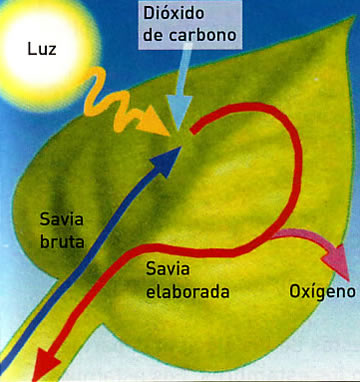 Dióxido
de carbono
Luz
Savia
bruta
Savia
elaborada
Oxígeno